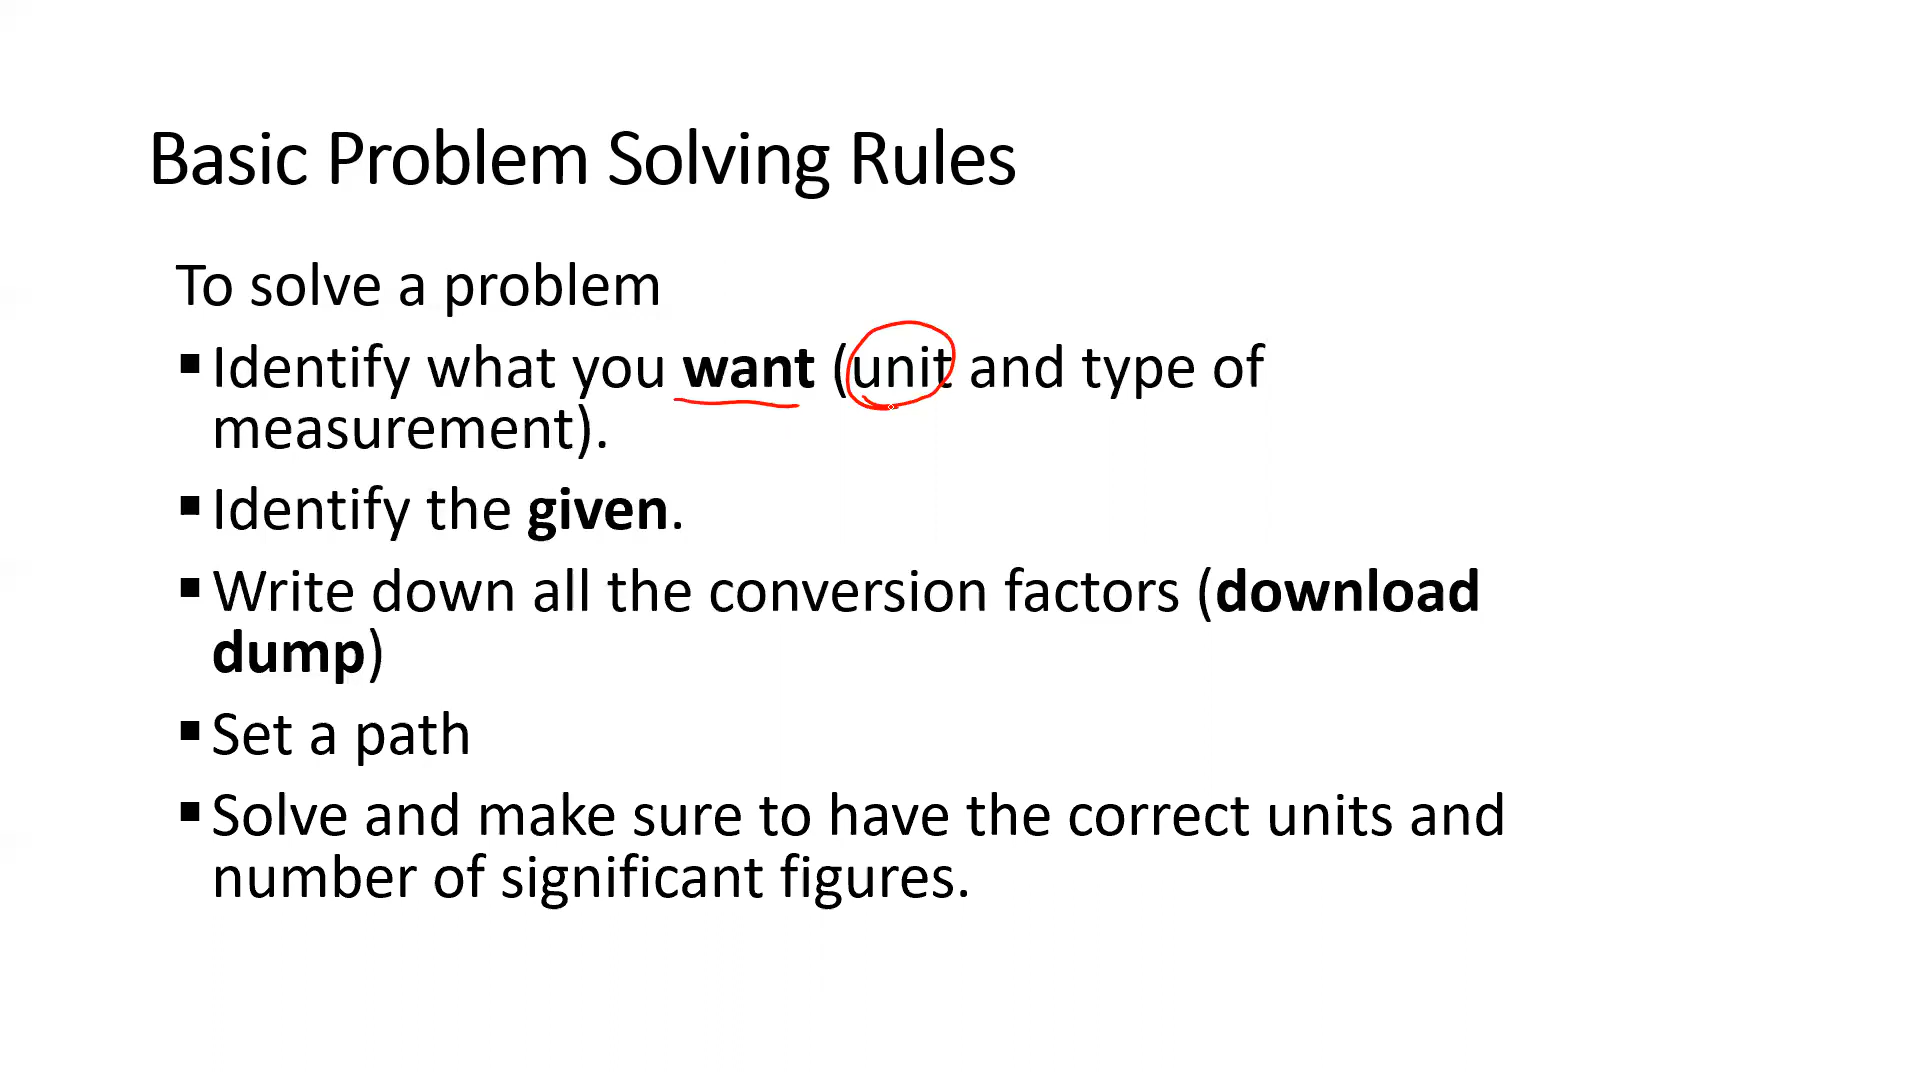 Basic Problem Solving Rules
To solve a problem
▪Identify what you want (unit and type of
measurement).
▪Identify the given.
▪Write down all the conversion factors (download
dump)
▪Set a path
▪Solve and make sure to have the correct units and
number of significant figures.